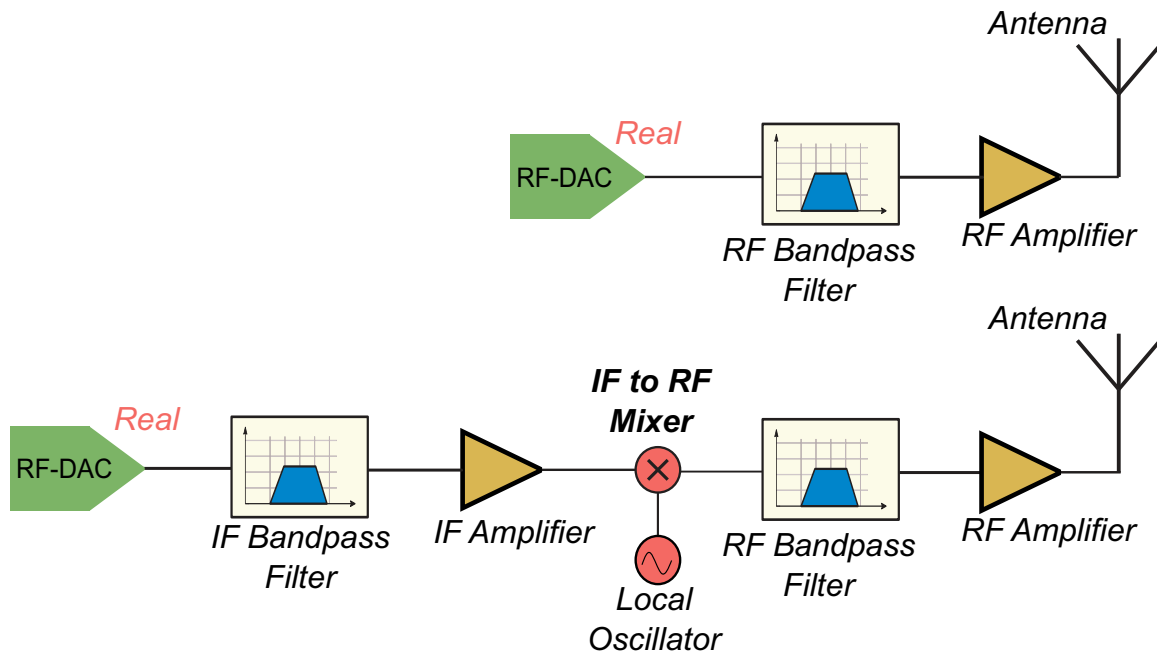 Antenna
Real
RF-DAC
RF Bandpass
Filter
RF Amplifier
Antenna
IF to RF
Mixer
Real
RF-DAC
IF Bandpass
Filter
IF Amplifier
Local
Oscillator
RF Bandpass
Filter
RF Amplifier